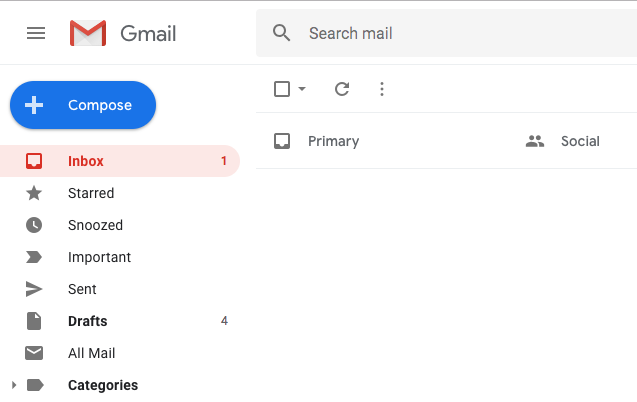 Gmail
Search mail
Compose
Primary
Social
Inbox 1
Starred
Snoozed
Important
Sent
Drafts 4
All Mail
Categories